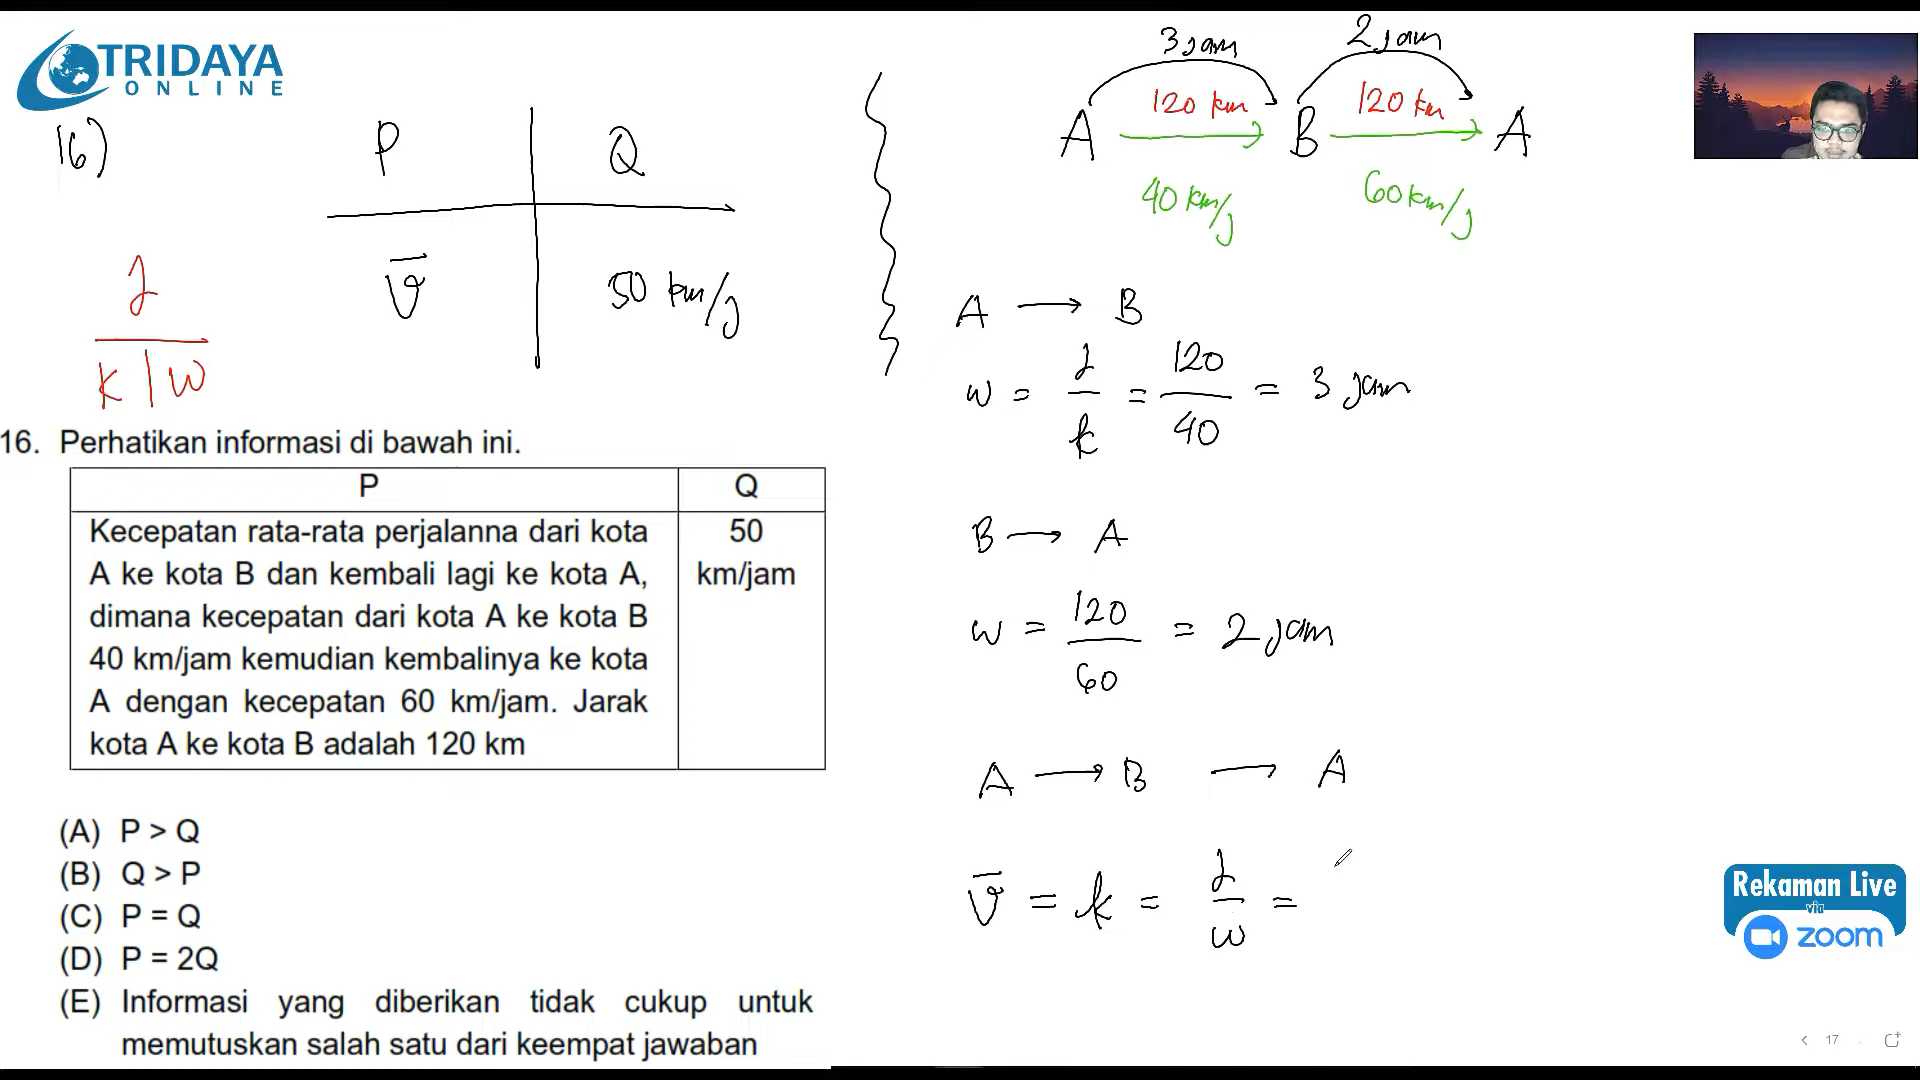 TRIDAYA
ONLINE
16)
P
Q
v̅
50 km/j
J
K | W
3 jam
2 jam
A
120 km
B
120 km
A
40 km/j
60 km/j
A → B
w = J/k = 120/40 = 3 jam
B → A
w = 120/60 = 2 jam
A → B → A
v̅ = k = J/w =
16. Perhatikan informasi di bawah ini.
P
Q
Kecepatan rata-rata perjalanna dari kota
A ke kota B dan kembali lagi ke kota A,
dimana kecepatan dari kota A ke kota B
40 km/jam kemudian kembalinya ke kota
A dengan kecepatan 60 km/jam. Jarak
kota A ke kota B adalah 120 km
50
km/jam
(A) P > Q
(B) Q > P
(C) P = Q
(D) P = 2Q
(E) Informasi yang diberikan tidak cukup untuk
memutuskan salah satu dari keempat jawaban
Rekaman Live
via
zoom
17